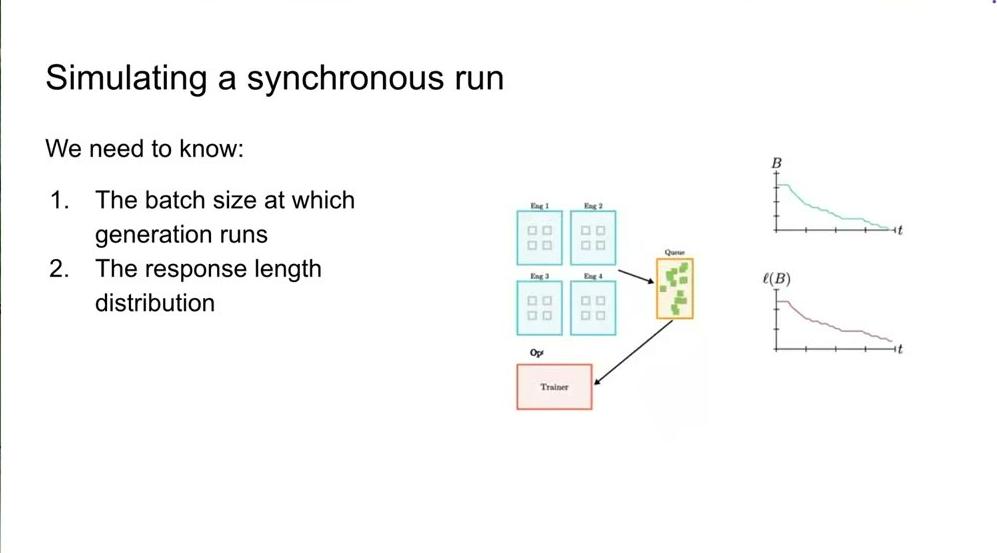 Simulating a synchronous run
We need to know:
1. The batch size at which
generation runs
2. The response length
distribution
Eng 1
Eng 2
Eng 3
Eng 4
Queue
Trainer
B
t
ℓ(B)
t